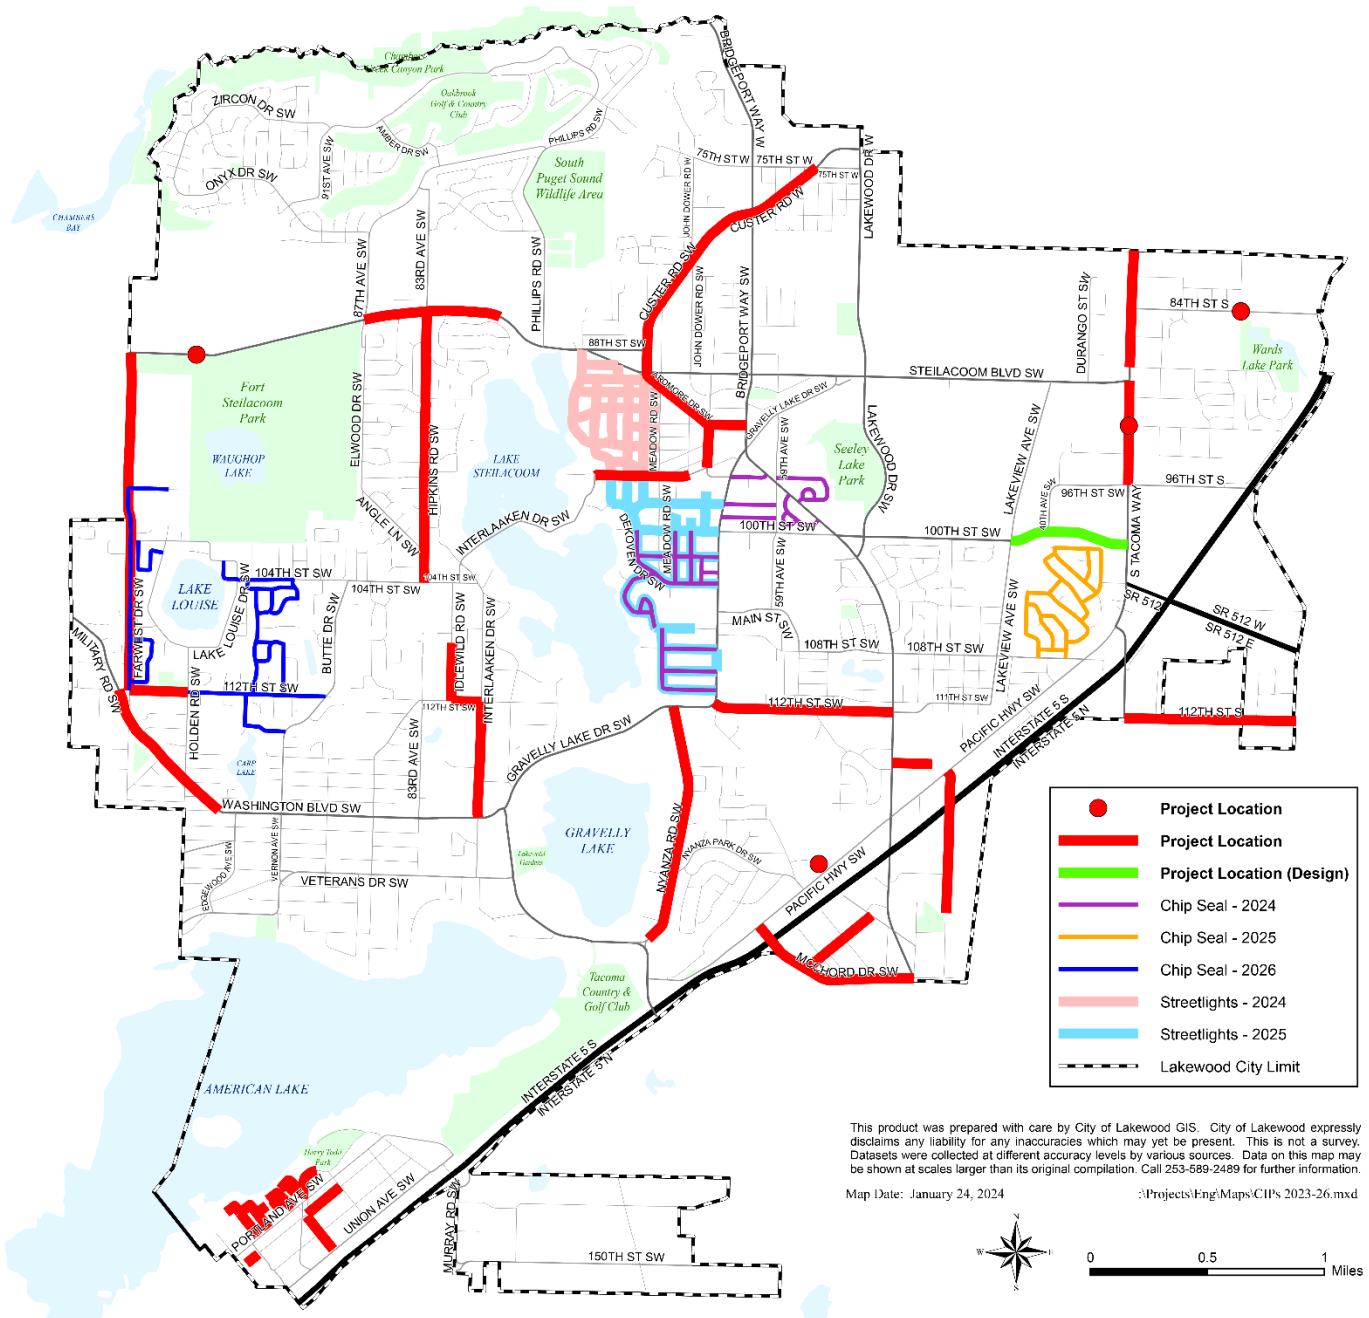 BRIDGEPORT WAY W
Chambers
Creek Canyon Park
Oakbrook
Golf & Country
Club
ZIRCON DR SW
AMBER DR SW
PHILLIPS RD SW
ONYX DR SW
91ST AVE SW
South
Puget Sound
Wildlife Area
75TH ST W
75TH ST W
75TH ST W
JOHN DOWER RD W
LAKEWOOD DR W
CUSTER RD W
CHAMBERS
BAY
87TH AVE SW
83RD AVE SW
PHILLIPS RD SW
CUSTER RD SW
JOHN DOWER RD SW
BRIDGEPORT WAY SW
DURANGO ST SW
84TH ST S
88TH ST SW
Wards
Lake Park
STEILACOOM BLVD SW
Fort
Steilacoom
Park
ELWOOD DR SW
ARDMORE DR SW
GRAVELLY LAKE DR SW
MEADOW RD SW
59TH AVE SW
LAKEWOOD DR SW
LAKEVIEW AVE SW
Seeley
Lake
Park
WAUGHOP
LAKE
HIPKINS RD SW
LAKE
STEILACOOM
40TH AVE SW
96TH ST SW
96TH ST S
S TACOMA WAY
ANGLE LN SW
INTERLAAKEN DR SW
DEKOVEN DR SW
MEADOW RD SW
100TH ST SW
100TH ST SW
104TH ST SW
104TH ST SW
104TH ST SW
LAKE
LOUISE
FARWEST DR SW
LAKE LOUISE DR SW
BUTTE DR SW
IDLEWILD RD SW
INTERLAAKEN DR SW
59TH AVE SW
MAIN ST SW
108TH ST SW
108TH ST SW
LAKEVIEW AVE SW
SR 512
SR 512 W
SR 512 E
MILITARY RD SW
112TH ST SW
112TH ST SW
112TH ST SW
111TH ST SW
112TH ST S
HOLDEN RD SW
83RD AVE SW
GRAVELLY LAKE DR SW
PACIFIC HWY SW
INTERSTATE 5 S
INTERSTATE 5 N
CARP
LAKE
WASHINGTON BLVD SW
GRAVELLY
LAKE
NYANZA RD SW
NYANZA PARK DR SW
PACIFIC HWY SW
EDGEWOOD AVE SW
VERNON AVE SW
VETERANS DR SW
Lakewold
Gardens
MCCHORD DR SW
Tacoma
Country &
Golf Club
AMERICAN LAKE
INTERSTATE 5 S
INTERSTATE 5 N
Harry Todd
Park
PORTLAND AVE SW
UNION AVE SW
MURRAY RD SW
150TH ST SW
Project Location
Project Location
Project Location (Design)
Chip Seal - 2024
Chip Seal - 2025
Chip Seal - 2026
Streetlights - 2024
Streetlights - 2025
Lakewood City Limit
This product was prepared with care by City of Lakewood GIS. City of Lakewood expressly
disclaims any liability for any inaccuracies which may yet be present. This is not a survey.
Datasets were collected at different accuracy levels by various sources. Data on this map may
be shown at scales larger than its original compilation. Call 253-589-2489 for further information.
Map Date: January 24, 2024
:\Projects\Eng\Maps\CIPs 2023-26.mxd
N
W
E
S
0
0.5
1
Miles